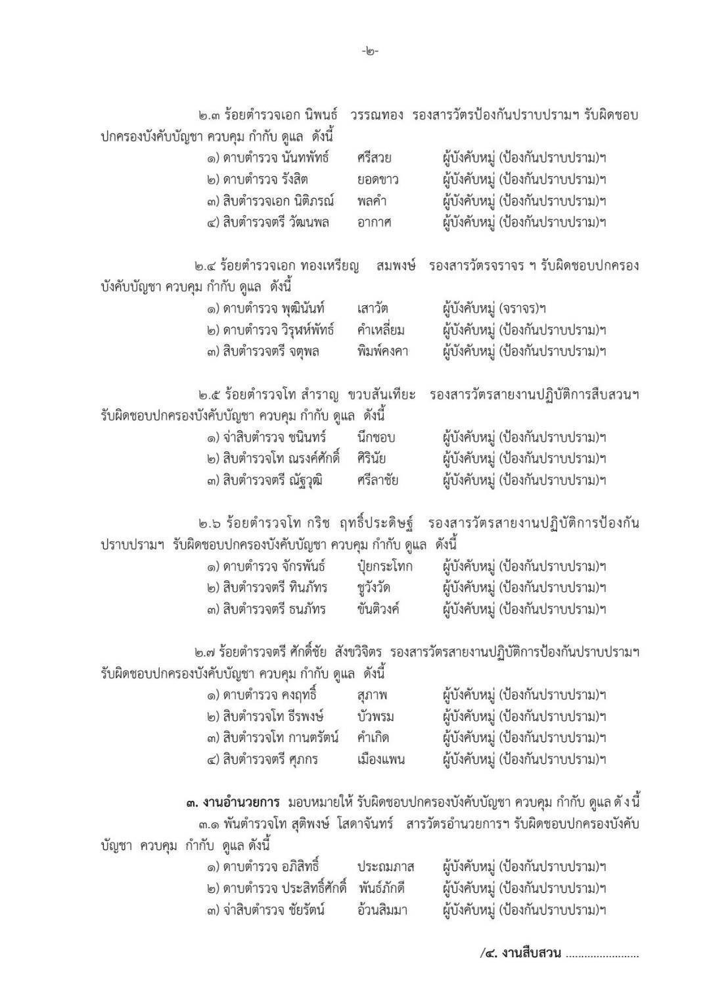 -๒-
๒.๓ ร้อยตำรวจเอก นิพนธ์ วรรณทอง รองสารวัตรป้องกันปราบปรามฯ รับผิดชอบ
ปกครองบังคับบัญชา ควบคุม กำกับ ดูแล ดังนี้
๑) ดาบตำรวจ นันทพัทธ์ ศรีสวย ผู้บังคับหมู่ (ป้องกันปราบปราม)ฯ
๒) ดาบตำรวจ รังสิต ยอดขาว ผู้บังคับหมู่ (ป้องกันปราบปราม)ฯ
๓) สิบตำรวจเอก นิติภรณ์ พลคำ ผู้บังคับหมู่ (ป้องกันปราบปราม)ฯ
๔) สิบตำรวจตรี วัฒนพล อากาศ ผู้บังคับหมู่ (ป้องกันปราบปราม)ฯ
๒.๔ ร้อยตำรวจเอก ทองเหรียญ สมพงษ์ รองสารวัตรจราจร ฯ รับผิดชอบปกครอง
บังคับบัญชา ควบคุม กำกับ ดูแล ดังนี้
๑) ดาบตำรวจ พุฒินันท์ เสาวัต ผู้บังคับหมู่ (จราจร)ฯ
๒) ดาบตำรวจ วิรุฬห์พัทธ์ คำเหลี่ยม ผู้บังคับหมู่ (ป้องกันปราบปราม)ฯ
๓) สิบตำรวจตรี จตุพล พิมพ์คงคา ผู้บังคับหมู่ (ป้องกันปราบปราม)ฯ
๒.๕ ร้อยตำรวจโท สำราญ ขวบสันเทียะ รองสารวัตรสายงานปฏิบัติการสืบสวนฯ
รับผิดชอบปกครองบังคับบัญชา ควบคุม กำกับ ดูแล ดังนี้
๑) จ่าสิบตำรวจ ชนินทร์ นึกชอบ ผู้บังคับหมู่ (ป้องกันปราบปราม)ฯ
๒) สิบตำรวจโท ณรงค์ศักดิ์ ศิรินัย ผู้บังคับหมู่ (ป้องกันปราบปราม)ฯ
๓) สิบตำรวจตรี ณัฐวุฒิ ศรีลาชัย ผู้บังคับหมู่ (ป้องกันปราบปราม)ฯ
๒.๖ ร้อยตำรวจโท กริช ฤทธิ์ประดิษฐ์ รองสารวัตรสายงานปฏิบัติการป้องกัน
ปราบปรามฯ รับผิดชอบปกครองบังคับบัญชา ควบคุม กำกับ ดูแล ดังนี้
๑) ดาบตำรวจ จักรพันธ์ ปุ๋ยกระโทก ผู้บังคับหมู่ (ป้องกันปราบปราม)ฯ
๒) สิบตำรวจตรี ทินภัทร ชูวังวัด ผู้บังคับหมู่ (ป้องกันปราบปราม)ฯ
๓) สิบตำรวจตรี ธนภัทร ขันติวงค์ ผู้บังคับหมู่ (ป้องกันปราบปราม)ฯ
๒.๗ ร้อยตำรวจตรี ศักดิ์ชัย สังขวิจิตร รองสารวัตรสายงานปฏิบัติการป้องกันปราบปรามฯ
รับผิดชอบปกครองบังคับบัญชา ควบคุม กำกับ ดูแล ดังนี้
๑) ดาบตำรวจ คงฤทธิ์ สุภาพ ผู้บังคับหมู่ (ป้องกันปราบปราม)ฯ
๒) สิบตำรวจโท ธีรพงษ์ บัวพรม ผู้บังคับหมู่ (ป้องกันปราบปราม)ฯ
๓) สิบตำรวจโท กานตรัตน์ คำเกิด ผู้บังคับหมู่ (ป้องกันปราบปราม)ฯ
๔) สิบตำรวจตรี ศุภกร เมืองแพน ผู้บังคับหมู่ (ป้องกันปราบปราม)ฯ
๓. งานอำนวยการ มอบหมายให้ รับผิดชอบปกครองบังคับบัญชา ควบคุม กำกับ ดูแล ดังนี้
๓.๑ พันตำรวจโท สุติพงษ์ โสดาจันทร์ สารวัตรอำนวยการฯ รับผิดชอบปกครองบังคับ
บัญชา ควบคุม กำกับ ดูแล ดังนี้
๑) ดาบตำรวจ อภิสิทธิ์ ประถมภาส ผู้บังคับหมู่ (ป้องกันปราบปราม)ฯ
๒) ดาบตำรวจ ประสิทธิ์ศักดิ์ พันธ์ภักดี ผู้บังคับหมู่ (ป้องกันปราบปราม)ฯ
๓) จ่าสิบตำรวจ ชัยรัตน์ อ้วนสิมมา ผู้บังคับหมู่ (ป้องกันปราบปราม)ฯ
/๔. งานสืบสวน ........................